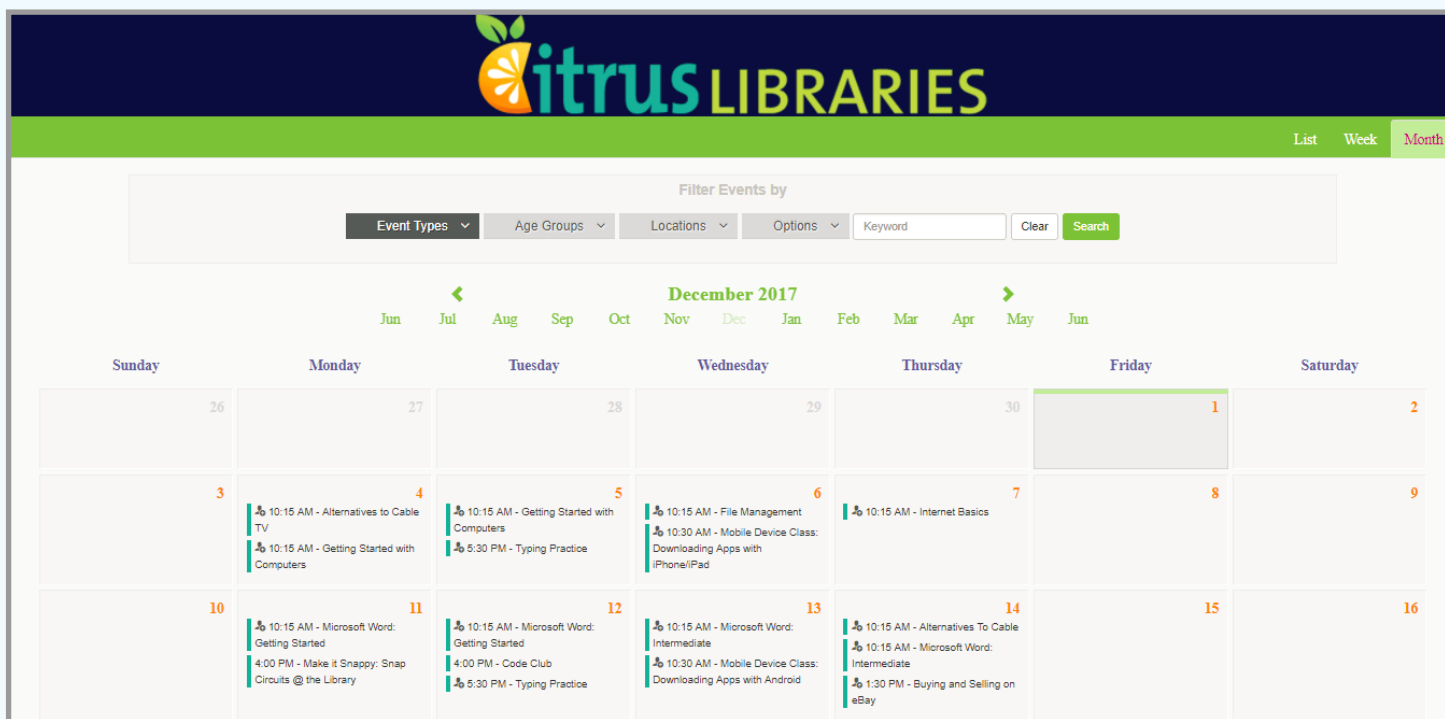 Citrus LIBRARIES
List Week Month
Filter Events by
Event Types Age Groups Locations Options Keyword Clear Search
December 2017
Jun Jul Aug Sep Oct Nov Dec Jan Feb Mar Apr May Jun
Sunday Monday Tuesday Wednesday Thursday Friday Saturday
26 27 28 29 30 1 2
3
4
10:15 AM - Alternatives to Cable
TV
10:15 AM - Getting Started with
Computers
5
10:15 AM - Getting Started with
Computers
5:30 PM - Typing Practice
6
10:15 AM - File Management
10:30 AM - Mobile Device Class:
Downloading Apps with
iPhone/iPad
7
10:15 AM - Internet Basics
8
9
10
11
10:15 AM - Microsoft Word:
Getting Started
4:00 PM - Make it Snappy: Snap
Circuits @ the Library
12
10:15 AM - Microsoft Word:
Getting Started
4:00 PM - Code Club
5:30 PM - Typing Practice
13
10:15 AM - Microsoft Word:
Intermediate
10:30 AM - Mobile Device Class:
Downloading Apps with Android
14
10:15 AM - Alternatives To Cable
10:15 AM - Microsoft Word:
Intermediate
1:30 PM - Buying and Selling on
eBay
15
16